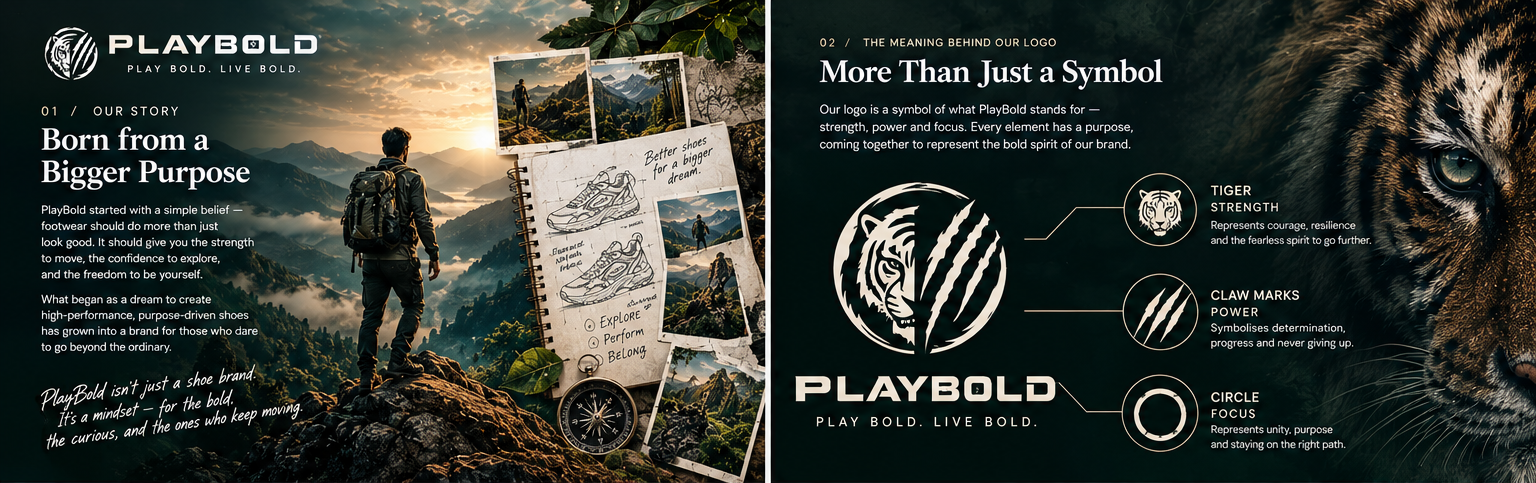 PLAYBOLD
PLAY BOLD. LIVE BOLD.
01 / OUR STORY
Born from a
Bigger Purpose
PlayBold started with a simple belief —
footwear should do more than just
look good. It should give you the strength
to move, the confidence to explore,
and the freedom to be yourself.
What began as a dream to create
high-performance, purpose-driven shoes
has grown into a brand for those who dare
to go beyond the ordinary.
PlayBold isn't just a shoe brand.
It's a mindset — for the bold,
the curious, and the ones who keep moving.
Better shoes
for a bigger
dream.
EXPLORE
Perform
BELONG
02 / THE MEANING BEHIND OUR LOGO
More Than Just a Symbol
Our logo is a symbol of what PlayBold stands for —
strength, power and focus. Every element has a purpose,
coming together to represent the bold spirit of our brand.
PLAYBOLD
PLAY BOLD. LIVE BOLD.
TIGER
STRENGTH
Represents courage, resilience
and the fearless spirit to go further.
CLAW MARKS
POWER
Symbolises determination,
progress and never giving up.
CIRCLE
FOCUS
Represents unity, purpose
and staying on the right path.